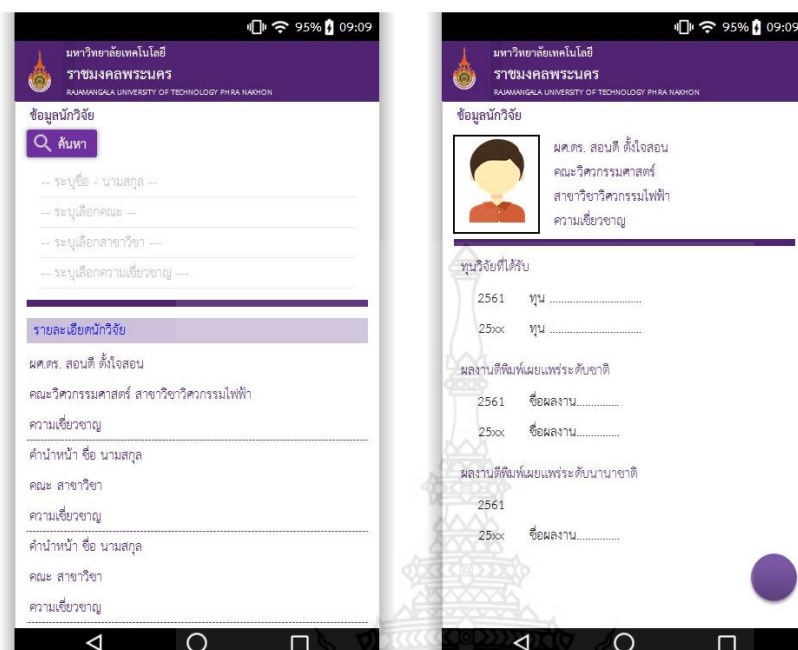 95% 09:09
มหาวิทยาลัยเทคโนโลยี
ราชมงคลพระนคร
RAJAMANGALA UNIVERSITY OF TECHNOLOGY PHRA NAKHON
ข้อมูลนักวิจัย
ค้นหา
-- ระบุชื่อ - นามสกุล --
-- ระบุเลือกคณะ --
-- ระบุเลือกสาขาวิชา ---
-- ระบุเลือกความเชี่ยวชาญ ---
รายละเอียดนักวิจัย
ผศ.ดร. สอนดี ตั้งใจสอน
คณะวิศวกรรมศาสตร์ สาขาวิชาวิศวกรรมไฟฟ้า
ความเชี่ยวชาญ
คำนำหน้า ชื่อ นามสกุล
คณะ สาขาวิชา
ความเชี่ยวชาญ
คำนำหน้า ชื่อ นามสกุล
คณะ สาขาวิชา
ความเชี่ยวชาญ
95% 09:09
มหาวิทยาลัยเทคโนโลยี
ราชมงคลพระนคร
RAJAMANGALA UNIVERSITY OF TECHNOLOGY PHRA NAKHON
ข้อมูลนักวิจัย
ผศ.ดร. สอนดี ตั้งใจสอน
คณะวิศวกรรมศาสตร์
สาขาวิชาวิศวกรรมไฟฟ้า
ความเชี่ยวชาญ
ทุนวิจัยที่ได้รับ
2561 ทุน ................................
25xx ทุน ................................
ผลงานตีพิมพ์เผยแพร่ระดับชาติ
2561 ชื่อผลงาน...............
25xx ชื่อผลงาน...............
ผลงานตีพิมพ์เผยแพร่ระดับนานาชาติ
2561
25xx ชื่อผลงาน...............